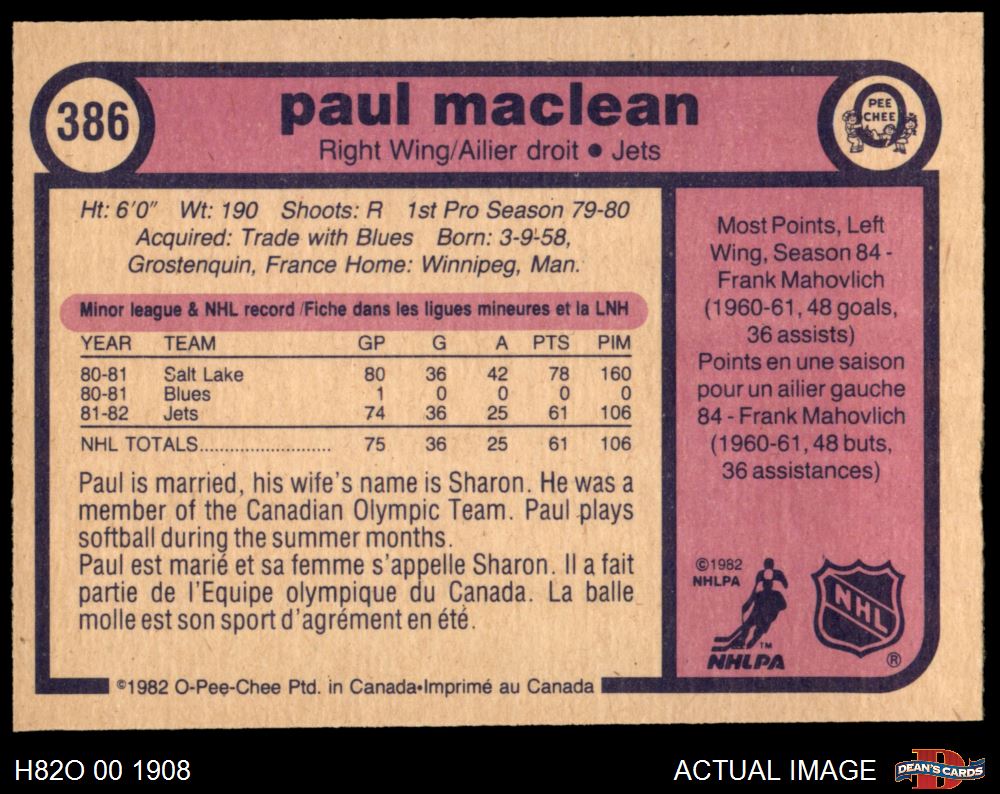 386
paul maclean
Right Wing/Ailier droit ● Jets
O
PEE
CHEE
Ht: 6'0" Wt: 190 Shoots: R 1st Pro Season 79-80
Acquired: Trade with Blues Born: 3-9-58,
Grostenquin, France Home: Winnipeg, Man.
Minor league & NHL record /Fiche dans les ligues mineures et la LNH
YEAR TEAM GP G A PTS PIM
80-81 Salt Lake 80 36 42 78 160
80-81 Blues 1 0 0 0 0
81-82 Jets 74 36 25 61 106
NHL TOTALS.......................... 75 36 25 61 106
Paul is married, his wife's name is Sharon. He was a
member of the Canadian Olympic Team. Paul plays
softball during the summer months.
Paul est marié et sa femme s'appelle Sharon. Il a fait
partie de l'Equipe olympique du Canada. La balle
molle est son sport d'agrément en été.
©1982 O-Pee-Chee Ptd. in Canada•Imprimé au Canada
Most Points, Left
Wing, Season 84 -
Frank Mahovlich
(1960-61, 48 goals,
36 assists)
Points en une saison
pour un ailier gauche
84 - Frank Mahovlich
(1960-61, 48 buts,
36 assistances)
©1982
NHLPA
TM
NHLPA
NHL
®
H82O 00 1908
ACTUAL IMAGE
D
DEAN'S CARDS